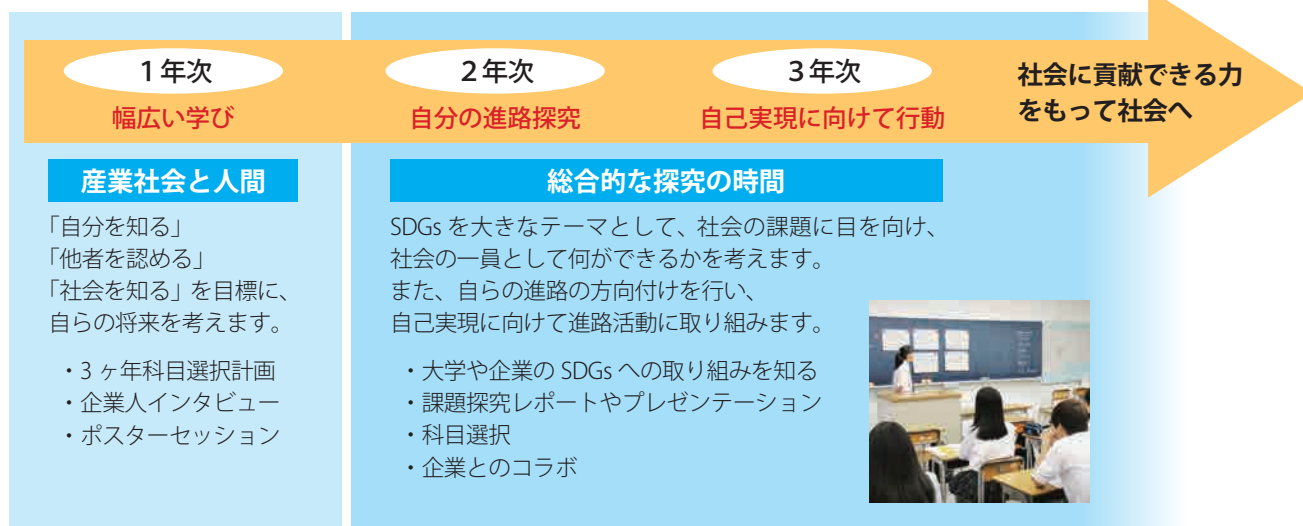 1年次
幅広い学び
2年次
自分の進路探究
3年次
自己実現に向けて行動
社会に貢献できる力
をもって社会へ
産業社会と人間
「自分を知る」
「他者を認める」
「社会を知る」を目標に、
自らの将来を考えます。
・3 ヶ年科目選択計画
・企業人インタビュー
・ポスターセッション
総合的な探究の時間
SDGs を大きなテーマとして、社会の課題に目を向け、
社会の一員として何ができるかを考えます。
また、自らの進路の方向付けを行い、
自己実現に向けて進路活動に取り組みます。
・大学や企業の SDGs への取り組みを知る
・課題探究レポートやプレゼンテーション
・科目選択
・企業とのコラボ